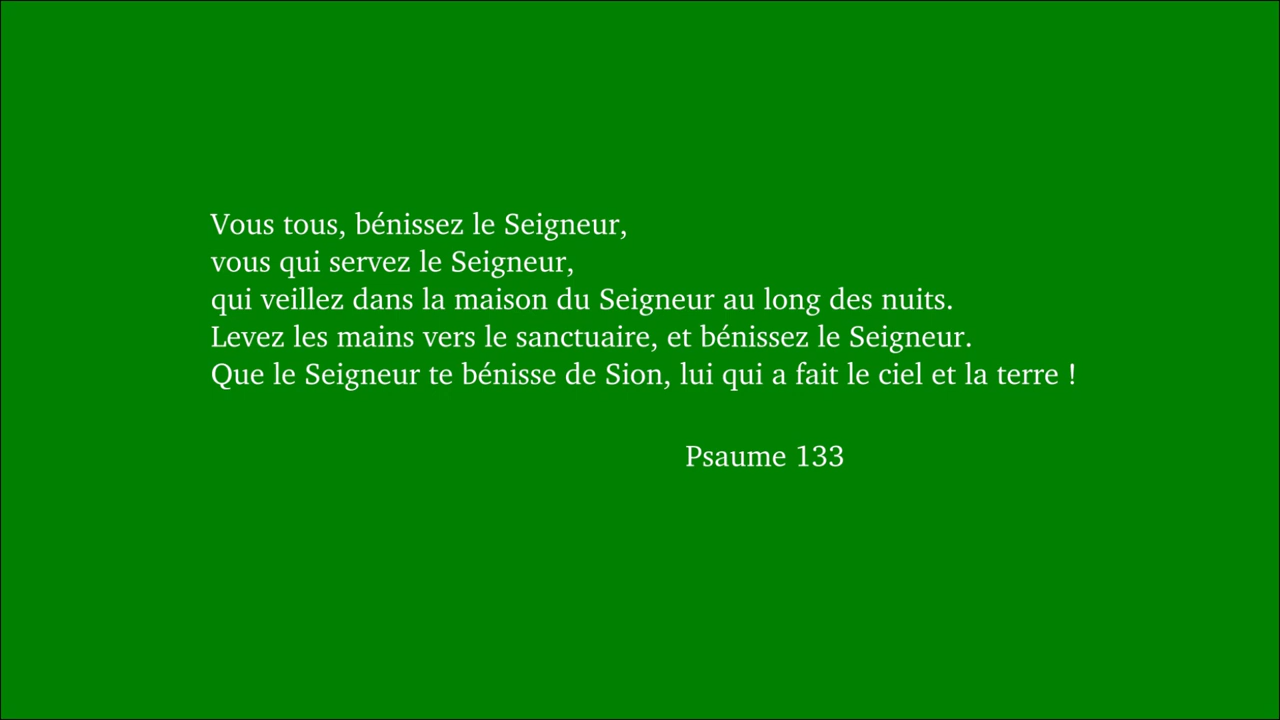 Vous tous, bénissez le Seigneur,
vous qui servez le Seigneur,
qui veillez dans la maison du Seigneur au long des nuits.
Levez les mains vers le sanctuaire, et bénissez le Seigneur.
Que le Seigneur te bénisse de Sion, lui qui a fait le ciel et la terre !
Psaume 133